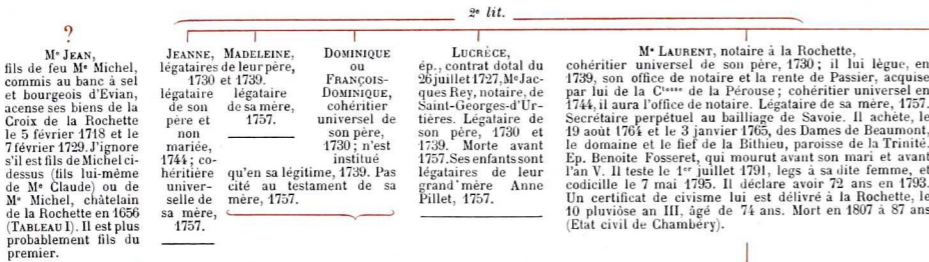 2e lit.
?
Me JEAN,
fils de feu Me Michel,
commis au banc à sel
et bourgeois d'Evian,
acense ses biens de la
Croix de la Rochette
le 5 février 1718 et le
7 février 1729. J'ignore
s'il est fils de Michel ci-
dessus (fils lui-même
de Me Claude) ou de
Me Michel, châtelain
de la Rochette en 1656
(TABLEAU I). Il est plus
probablement fils du
premier.
JEANNE, MADELEINE,
légataires de leur père,
1730 et 1739.
légataire
de son
père et
non
mariée,
1744; co-
héritière
univer-
selle de
sa mère,
1757.
légataire
de sa mère,
1757.
DOMINIQUE
ou
FRANÇOIS-
DOMINIQUE,
cohéritier
universel de
son père,
1730; n'est
institué
qu'en sa légitime, 1739. Pas
cité au testament de sa
mère, 1757.
LUCRÈCE,
ép., contrat dotal du
26 juillet 1727, Me Jac-
ques Rey, notaire, de
Saint-Georges-d'Ur-
tières. Légataire de
son père, 1730 et
1739. Morte avant
1757. Ses enfants sont
légataires de leur
grand'mère Anne
Pillet, 1757.
Me LAURENT, notaire à la Rochette,
cohéritier universel de son père, 1730; il lui lègue, en
1739, son office de notaire et la rente de Passier, acquise
par lui de la Ctesse de la Pérouse; cohéritier universel en
1744, il aura l'office de notaire. Légataire de sa mère, 1757.
Secrétaire perpétuel au bailliage de Savoie. Il achète, le
19 août 1764 et le 3 janvier 1765, des Dames de Beaumont,
le domaine et le fief de la Bithieu, paroisse de la Trinité.
Ep. Benoite Fosseret, qui mourut avant son mari et avant
l'an V. Il teste le 1er juillet 1791, legs à sa dite femme, et
codicille le 7 mai 1795. Il déclare avoir 72 ans en 1793.
Un certificat de civisme lui est délivré à la Rochette, le
10 pluviôse an III, âgé de 74 ans. Mort en 1807 à 87 ans
(Etat civil de Chambéry).